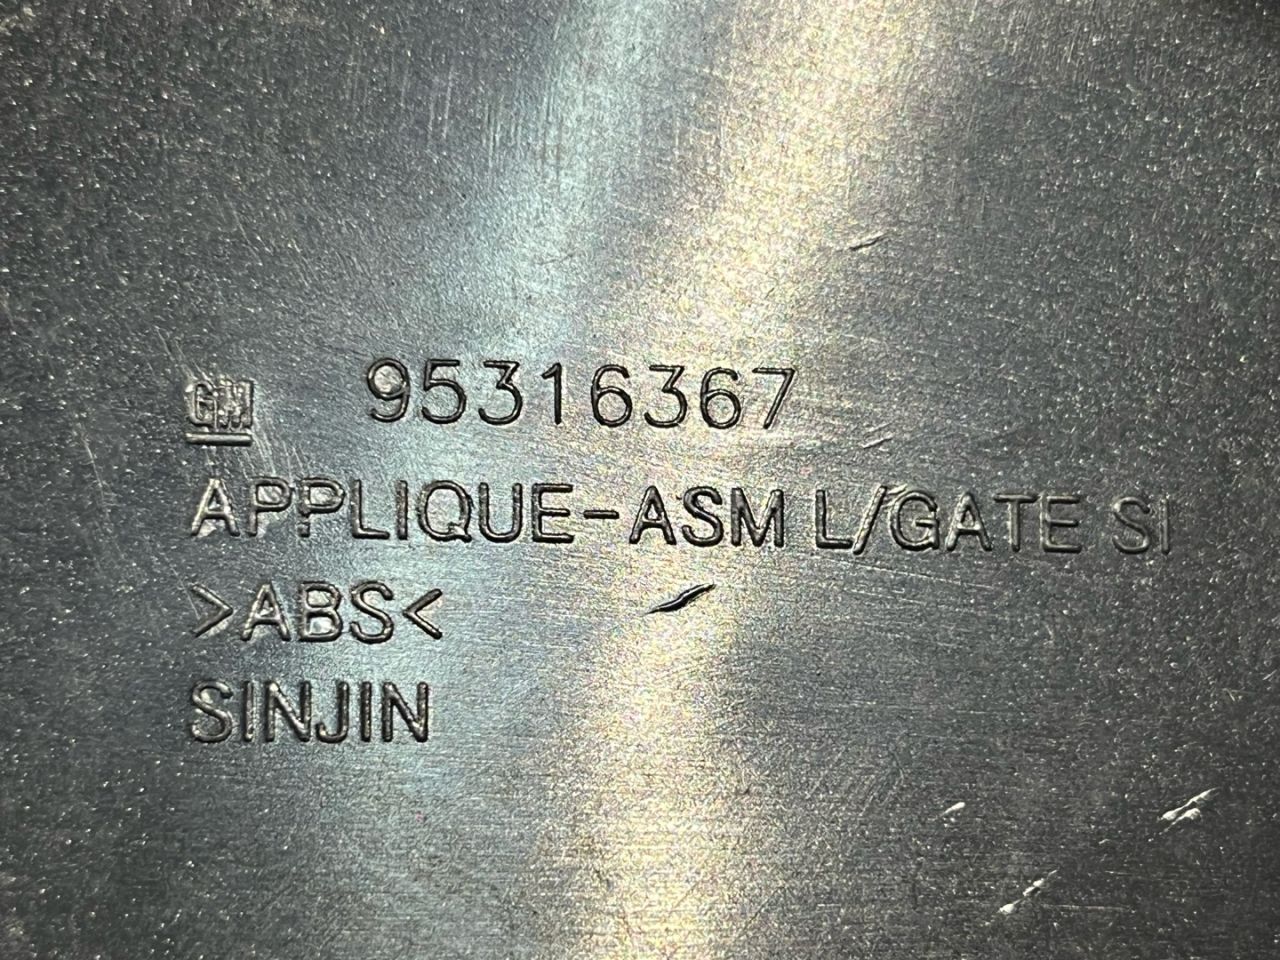 GM 95316367
APPLIQUE-ASM L/GATE SI
>ABS<
SINJIN